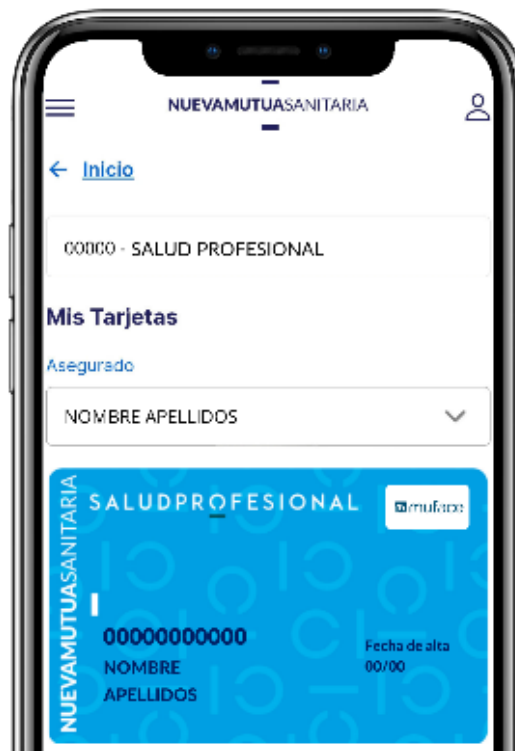 NUEVAMUTUASANITARIA
Inicio
00000 - SALUD PROFESIONAL
Mis Tarjetas
Asegurado
NOMBRE APELLIDOS
NUEVAMUTUASANITARIA
SALUDPROFESIONAL
muface
00000000000
NOMBRE
APELLIDOS
Fecha de alta
00/00